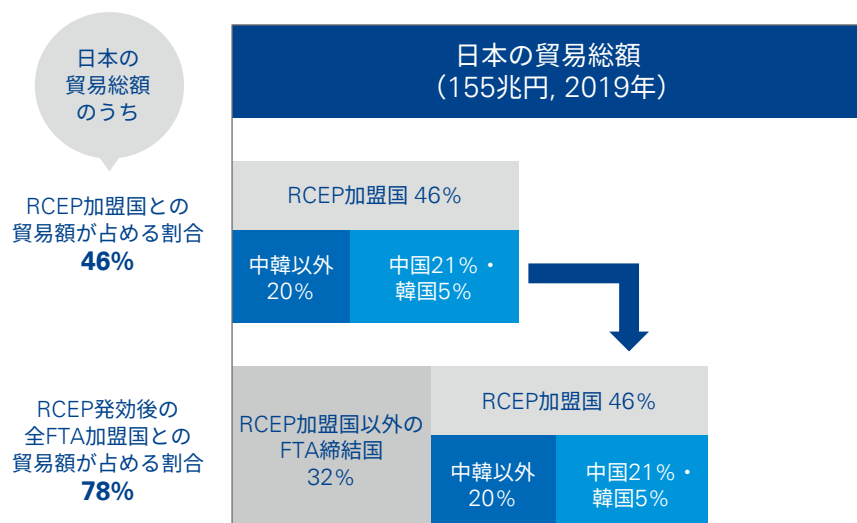 日本の
貿易総額
のうち
日本の貿易総額
（155兆円, 2019年）
RCEP加盟国との
貿易額が占める割合
46%
RCEP加盟国 46%
中韓以外
20%
中国21%・
韓国5%
RCEP発効後の
全FTA加盟国との
貿易額が占める割合
78%
RCEP加盟国以外の
FTA締結国
32%
RCEP加盟国 46%
中韓以外
20%
中国21%・
韓国5%